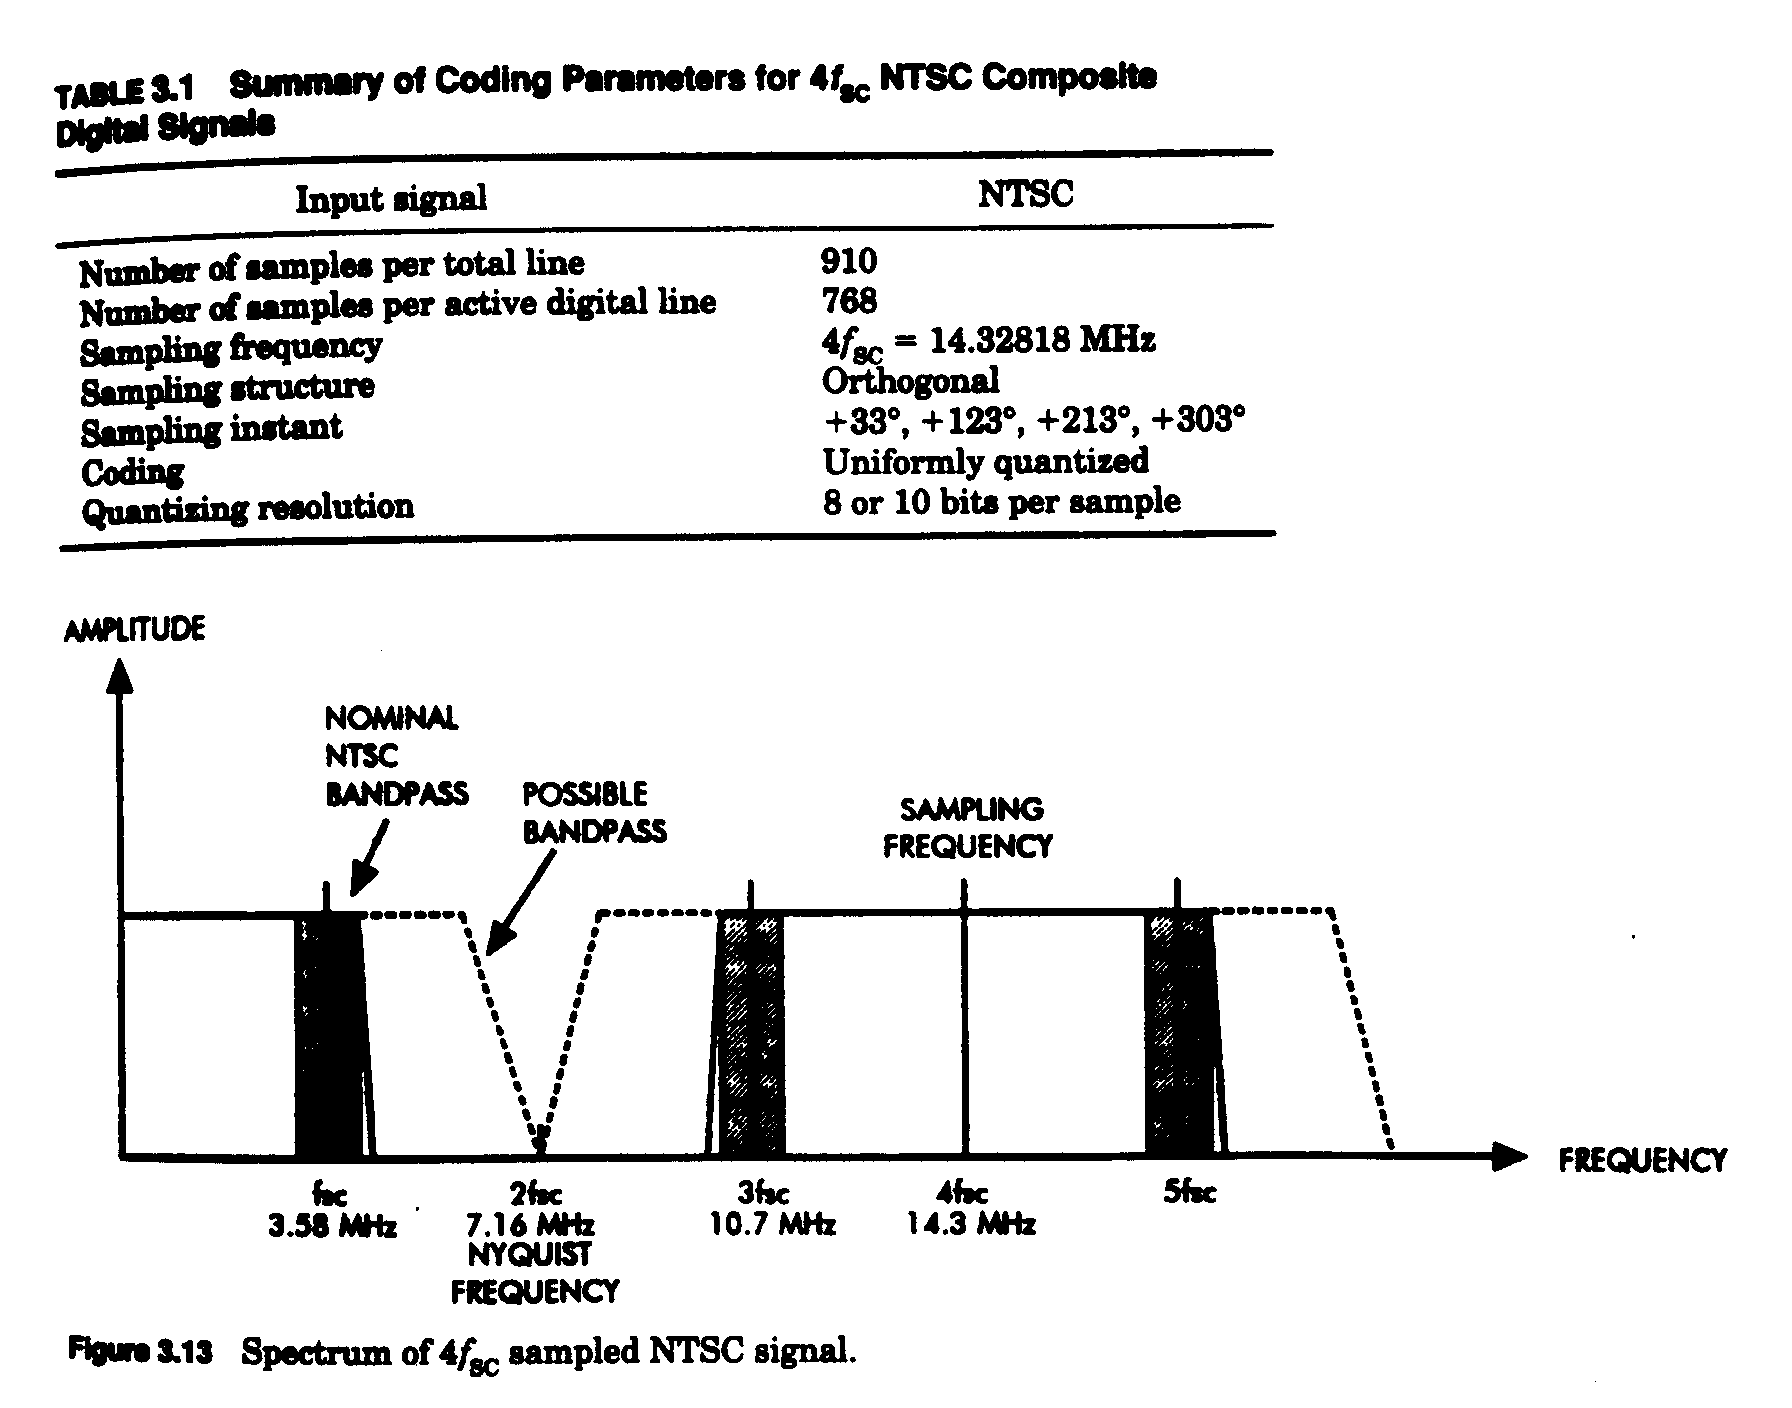 TABLE 3.1 Summary of Coding Parameters for 4fSC NTSC Composite
Digital Signals
Input signal NTSC
Number of samples per total line 910
Number of samples per active digital line 768
Sampling frequency 4fSC = 14.32818 MHz
Sampling structure Orthogonal
Sampling instant +33°, +123°, +213°, +303°
Coding Uniformly quantized
Quantizing resolution 8 or 10 bits per sample
AMPLITUDE
NOMINAL
NTSC
BANDPASS
POSSIBLE
BANDPASS
SAMPLING
FREQUENCY
FREQUENCY
fsc 2fsc 3fsc 4fsc 5fsc
3.58 MHz 7.16 MHz 10.7 MHz 14.3 MHz
NYQUIST
FREQUENCY
Figure 3.13 Spectrum of 4fSC sampled NTSC signal.